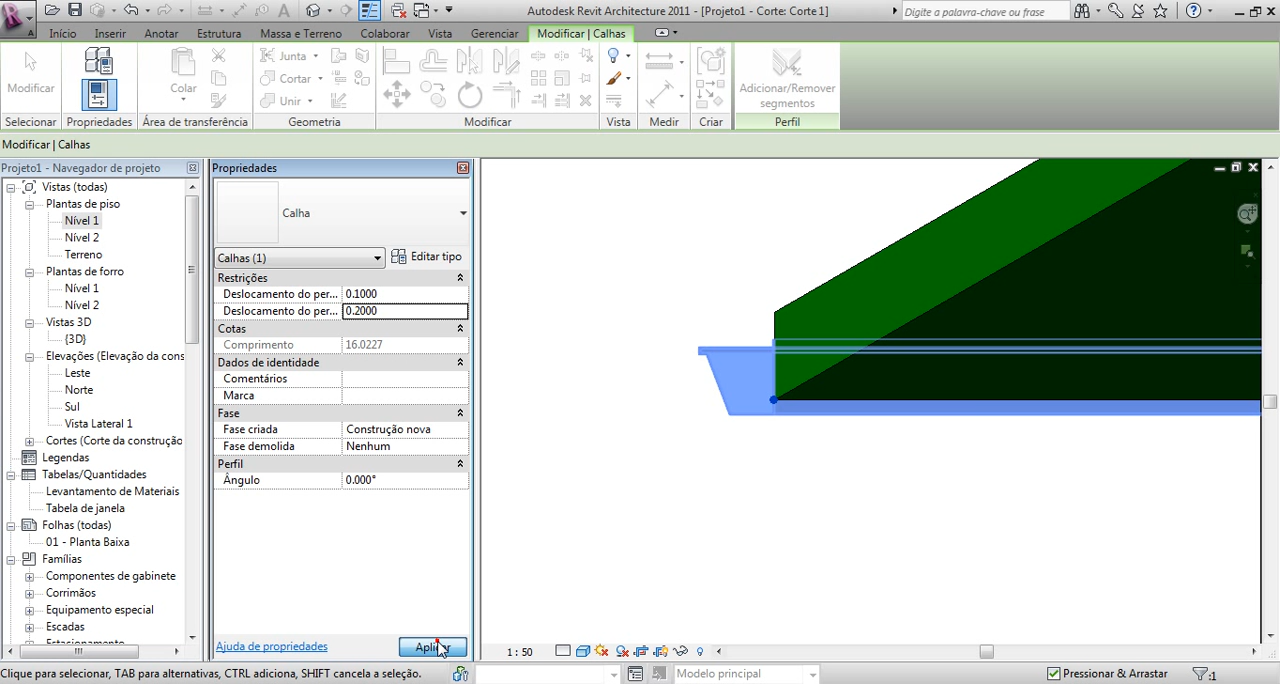 Autodesk Revit Architecture 2011 - [Projeto1 - Corte: Corte 1]
Digite a palavra-chave ou frase
Início Inserir Anotar Estrutura Massa e Terreno Colaborar Vista Gerenciar Modificar | Calhas
Modificar
Colar
Junta
Cortar
Unir
Adicionar/Remover
segmentos
Selecionar Propriedades Área de transferência Geometria Modificar Vista Medir Criar Perfil
Modificar | Calhas
Projeto1 - Navegador de projeto
Vistas (todas)
Plantas de piso
Nível 1
Nível 2
Terreno
Plantas de forro
Nível 1
Nível 2
Vistas 3D
{3D}
Elevações (Elevação da cons
Leste
Norte
Sul
Vista Lateral 1
Cortes (Corte da construção
Legendas
Tabelas/Quantidades
Levantamento de Materiais
Tabela de janela
Folhas (todas)
01 - Planta Baixa
Famílias
Componentes de gabinete
Corrimãos
Equipamento especial
Escadas
Propriedades
Calha
Calhas (1) Editar tipo
Restrições
Deslocamento do per... 0.1000
Deslocamento do per... 0.2000
Cotas
Comprimento 16.0227
Dados de identidade
Comentários
Marca
Fase
Fase criada Construção nova
Fase demolida Nenhum
Perfil
Ângulo 0.000°
Ajuda de propriedades
1 : 50
Clique para selecionar, TAB para alternativas, CTRL adiciona, SHIFT cancela a seleção.
Modelo principal
Pressionar & Arrastar
:1